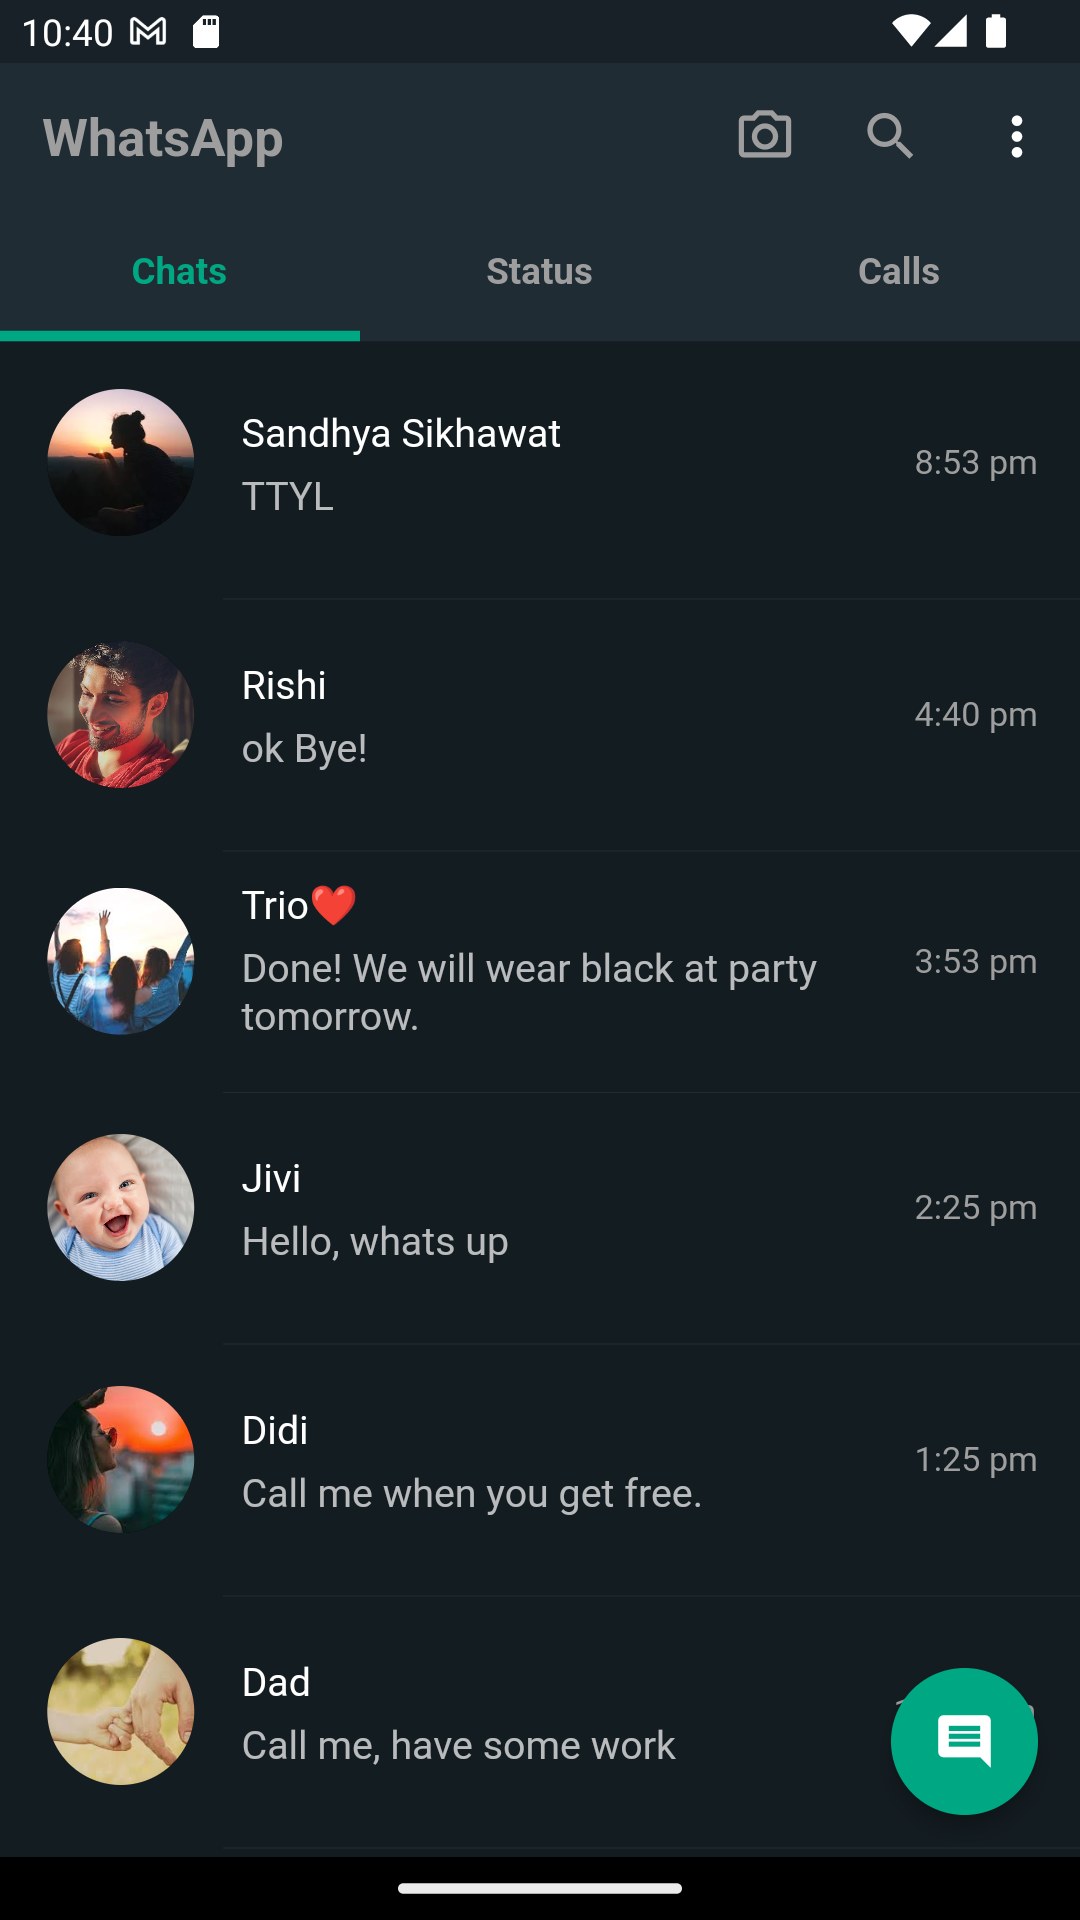 10:40
WhatsApp
Chats Status Calls
Sandhya Sikhawat
TTYL
8:53 pm
Rishi
ok Bye!
4:40 pm
Trio❤️
Done! We will wear black at party
tomorrow.
3:53 pm
Jivi
Hello, whats up
2:25 pm
Didi
Call me when you get free.
1:25 pm
Dad
Call me, have some work